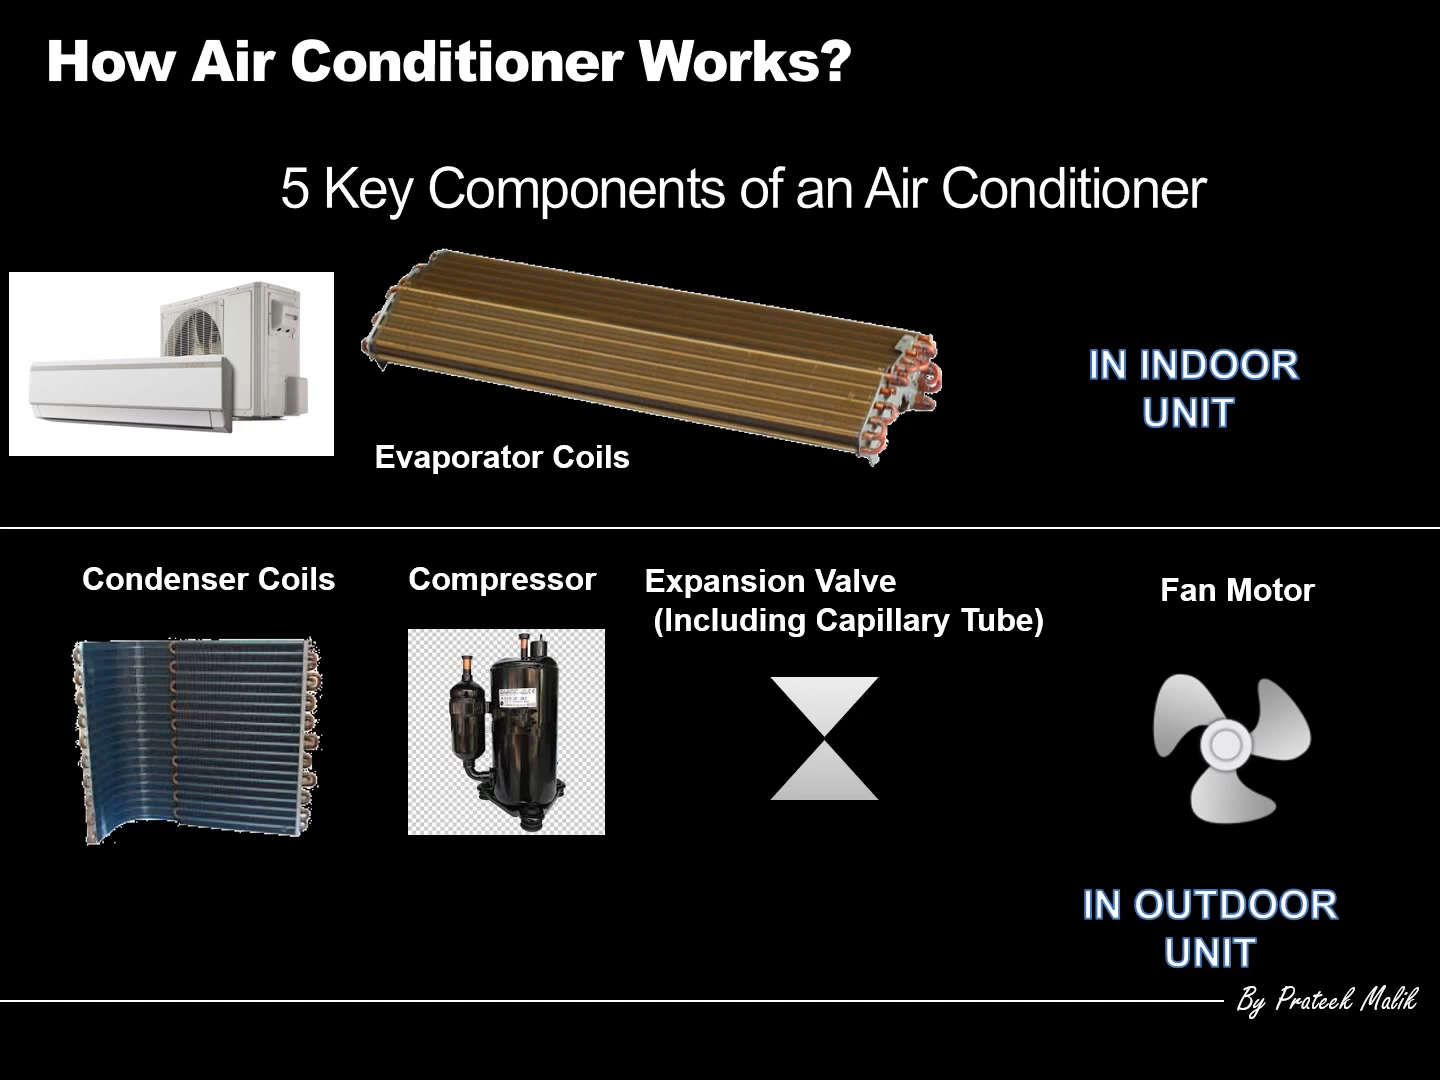 How Air Conditioner Works?
5 Key Components of an Air Conditioner
IN INDOOR
UNIT
Evaporator Coils
Condenser Coils
Compressor
Expansion Valve
(Including Capillary Tube)
Fan Motor
IN OUTDOOR
UNIT
By Prateek Malik